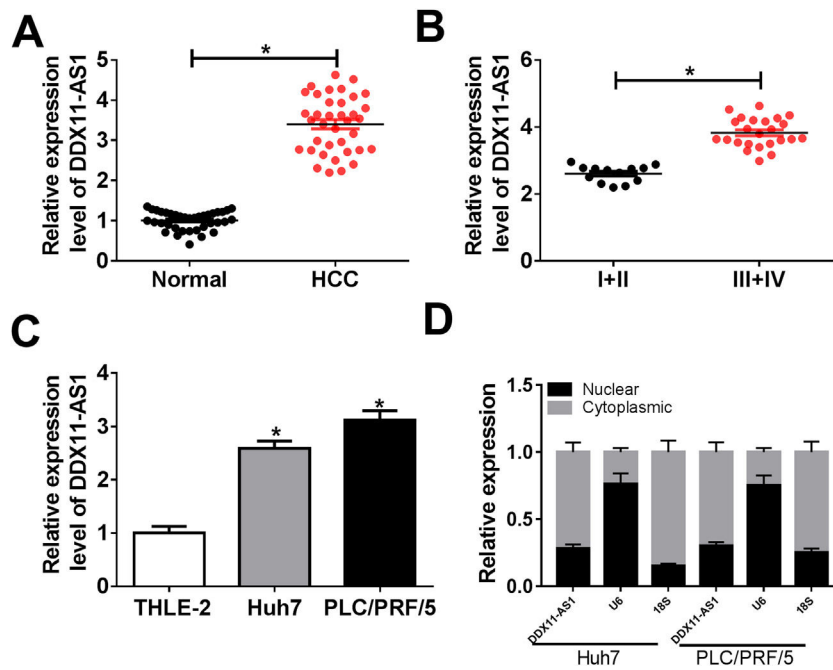 A
Relative expression
level of DDX11-AS1
5
4
3
2
1
0
*
Normal
HCC
B
Relative expression
level of DDX11-AS1
6
4
2
0
*
I+II
III+IV
C
Relative expression
level of DDX11-AS1
4
3
2
1
0
*
*
THLE-2
Huh7
PLC/PRF/5
D
Relative expression
1.5
1.0
0.5
0.0
Nuclear
Cytoplasmic
DDX11-AS1
U6
18S
DDX11-AS1
U6
18S
Huh7
PLC/PRF/5